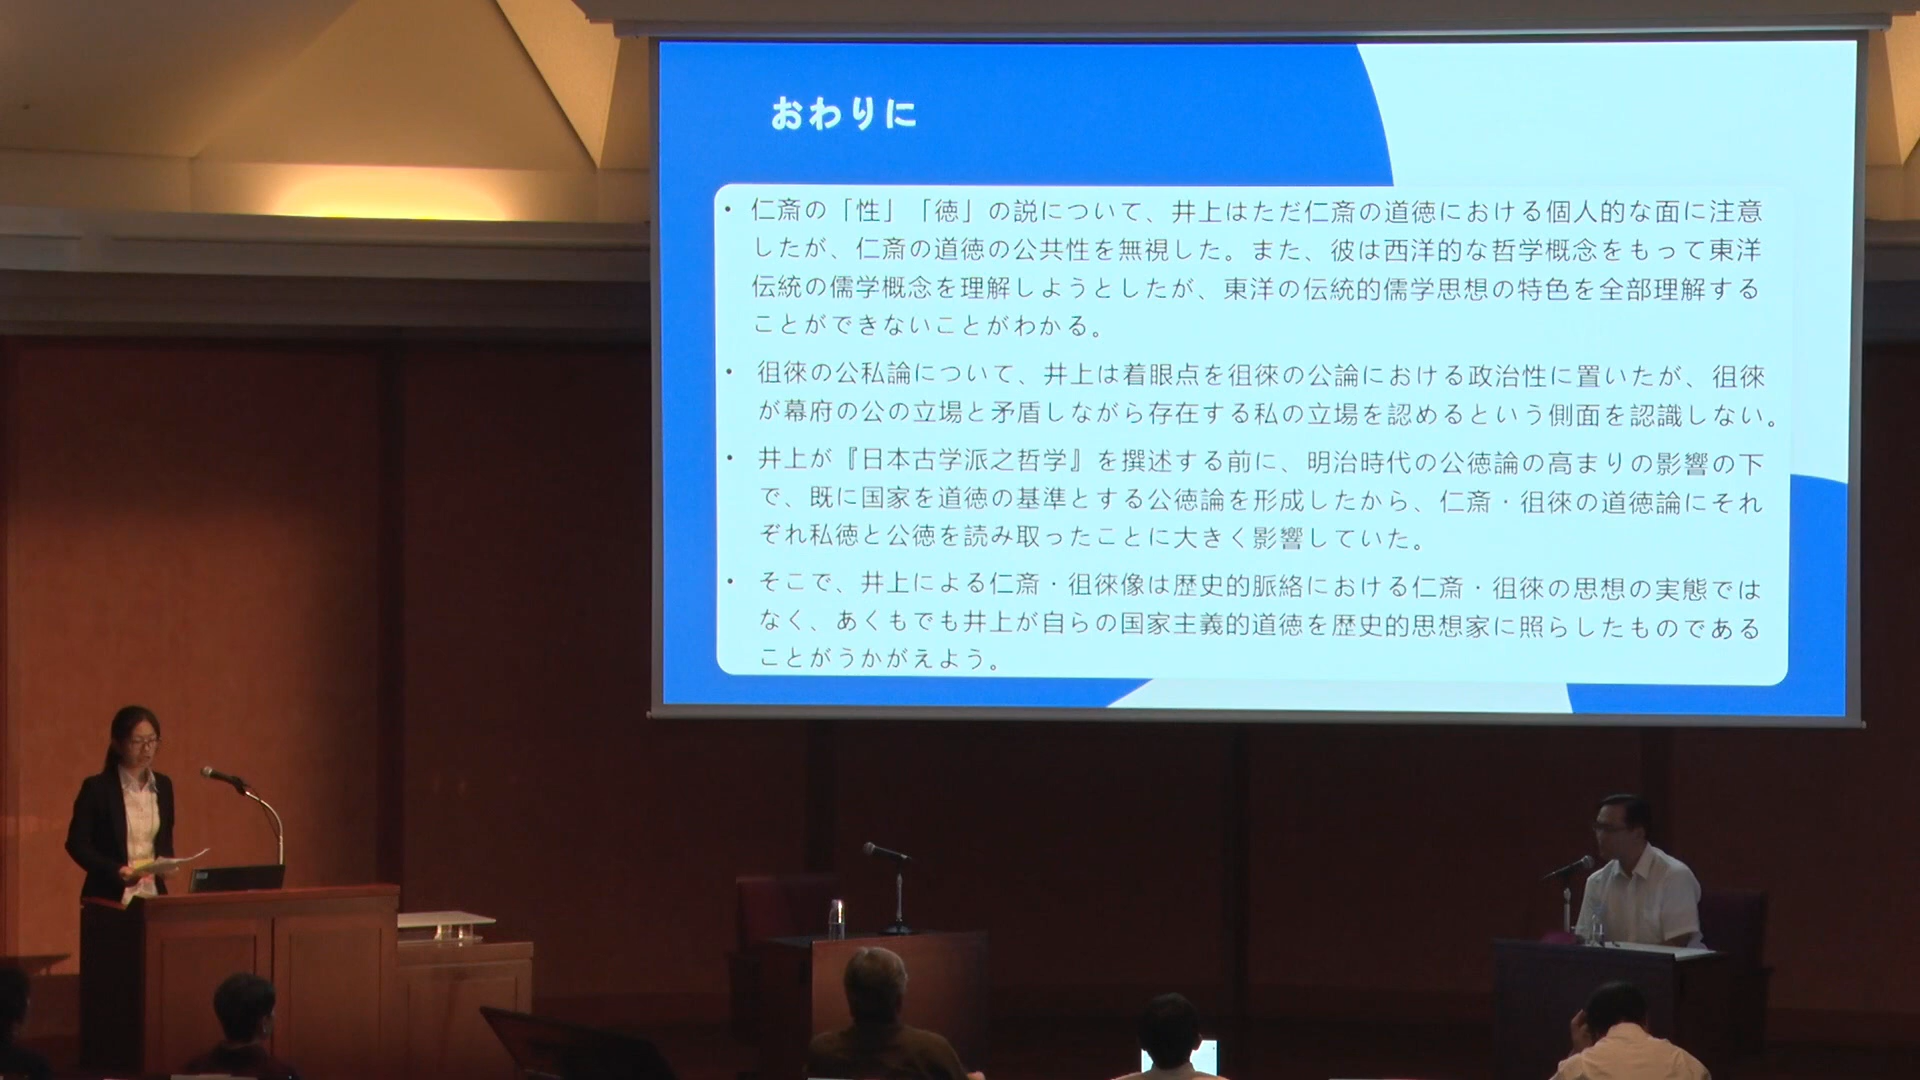 おわりに
• 仁斎の「性」「徳」の説について、井上はただ仁斎の道徳における個人的な面に注意
したが、仁斎の道徳の公共性を無視した。また、彼は西洋的な哲学概念をもって東洋
伝統の儒学概念を理解しようとしたが、東洋の伝統的儒学思想の特色を全部理解する
ことができないことがわかる。
• 徂徠の公私論について、井上は着眼点を徂徠の公論における政治性に置いたが、徂徠
が幕府の公の立場と矛盾しながら存在する私の立場を認めるという側面を認識しない。
• 井上が『日本古学派之哲学』を撰述する前に、明治時代の公徳論の高まりの影響の下
で、既に国家を道徳の基準とする公徳論を形成したから、仁斎・徂徠の道徳論にそれ
ぞれ私徳と公徳を読み取ったことに大きく影響していた。
• そこで、井上による仁斎・徂徠像は歴史的脈絡における仁斎・徂徠の思想の実態では
なく、あくもでも井上が自らの国家主義的道徳を歴史的思想家に照らしたものである
ことがうかがえよう。